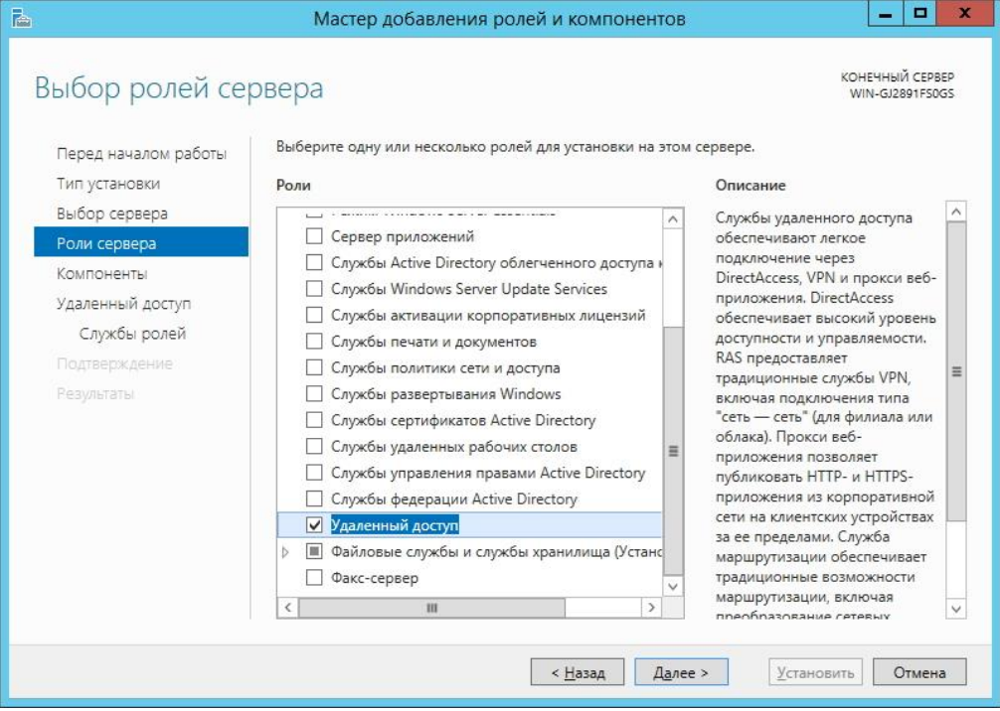 Мастер добавления ролей и компонентов
Выбор ролей сервера
КОНЕЧНЫЙ СЕРВЕР
WIN-GJ2891FS0GS
Перед началом работы
Тип установки
Выбор сервера
Роли сервера
Компоненты
Удаленный доступ
Службы ролей
Подтверждение
Результаты
Выберите одну или несколько ролей для установки на этом сервере.
Роли
Сервер приложений
Службы Active Directory облегченного доступа к
Службы Windows Server Update Services
Службы активации корпоративных лицензий
Службы печати и документов
Службы политики сети и доступа
Службы развертывания Windows
Службы сертификатов Active Directory
Службы удаленных рабочих столов
Службы управления правами Active Directory
Службы федерации Active Directory
Удаленный доступ
Файловые службы и службы хранилища (Устано
Факс-сервер
Описание
Службы удаленного доступа
обеспечивают легкое
подключение через
DirectAccess, VPN и прокси веб-
приложения. DirectAccess
обеспечивает высокий уровень
доступности и управляемости.
RAS предоставляет
традиционные службы VPN,
включая подключения типа
"сеть — сеть" (для филиала или
облака). Прокси веб-
приложения позволяет
публиковать HTTP- и HTTPS-
приложения из корпоративной
сети на клиентских устройствах
за ее пределами. Служба
маршрутизации обеспечивает
традиционные возможности
маршрутизации, включая
преобразование сетевых
< Назад
Далее >
Установить
Отмена